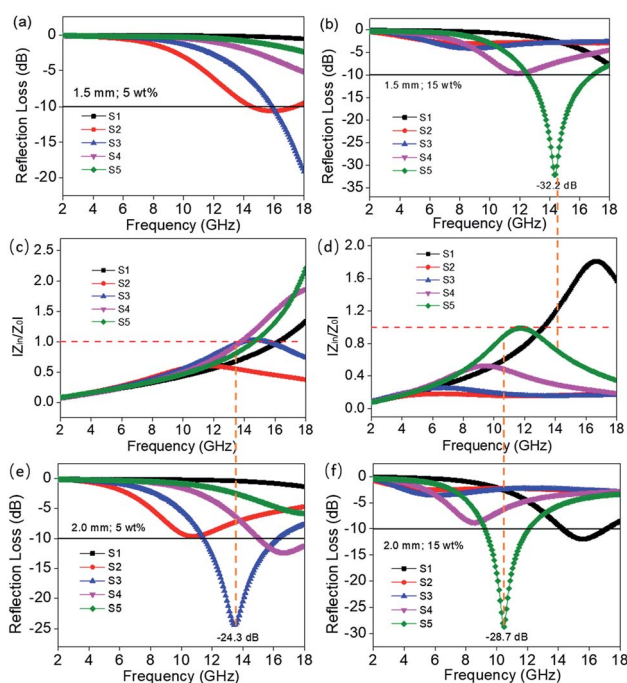 (a)
Reflection Loss (dB)
0
-5
-10
-15
-20
1.5 mm; 5 wt%
S1
S2
S3
S4
S5
2 4 6 8 10 12 14 16 18
Frequency (GHz)
(b)
Reflection Loss (dB)
0
-5
-10
-15
-20
-25
-30
-35
1.5 mm; 15 wt%
S1
S2
S3
S4
S5
-32.2 dB
2 4 6 8 10 12 14 16 18
Frequency (GHz)
(c)
|Zin/Z0|
2.5
2.0
1.5
1.0
0.5
0.0
S1
S2
S3
S4
S5
2 4 6 8 10 12 14 16 18
Frequency (GHz)
(d)
|Zin/Z0|
2.0
1.6
1.2
0.8
0.4
0.0
S1
S2
S3
S4
S5
2 4 6 8 10 12 14 16 18
Frequency (GHz)
(e)
Reflection Loss (dB)
0
-5
-10
-15
-20
-25
2.0 mm; 5 wt%
S1
S2
S3
S4
S5
-24.3 dB
2 4 6 8 10 12 14 16 18
Frequency (GHz)
(f)
Reflection Loss (dB)
0
-5
-10
-15
-20
-25
-30
2.0 mm; 15 wt%
S1
S2
S3
S4
S5
-28.7 dB
2 4 6 8 10 12 14 16 18
Frequency (GHz)